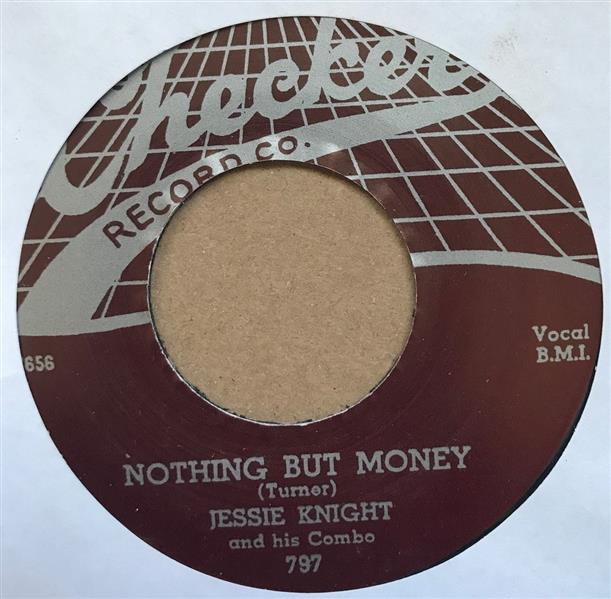 Checker
RECORD CO.
Vocal
B.M.I.
656
NOTHING BUT MONEY
(Turner)
JESSIE KNIGHT
and his Combo
797